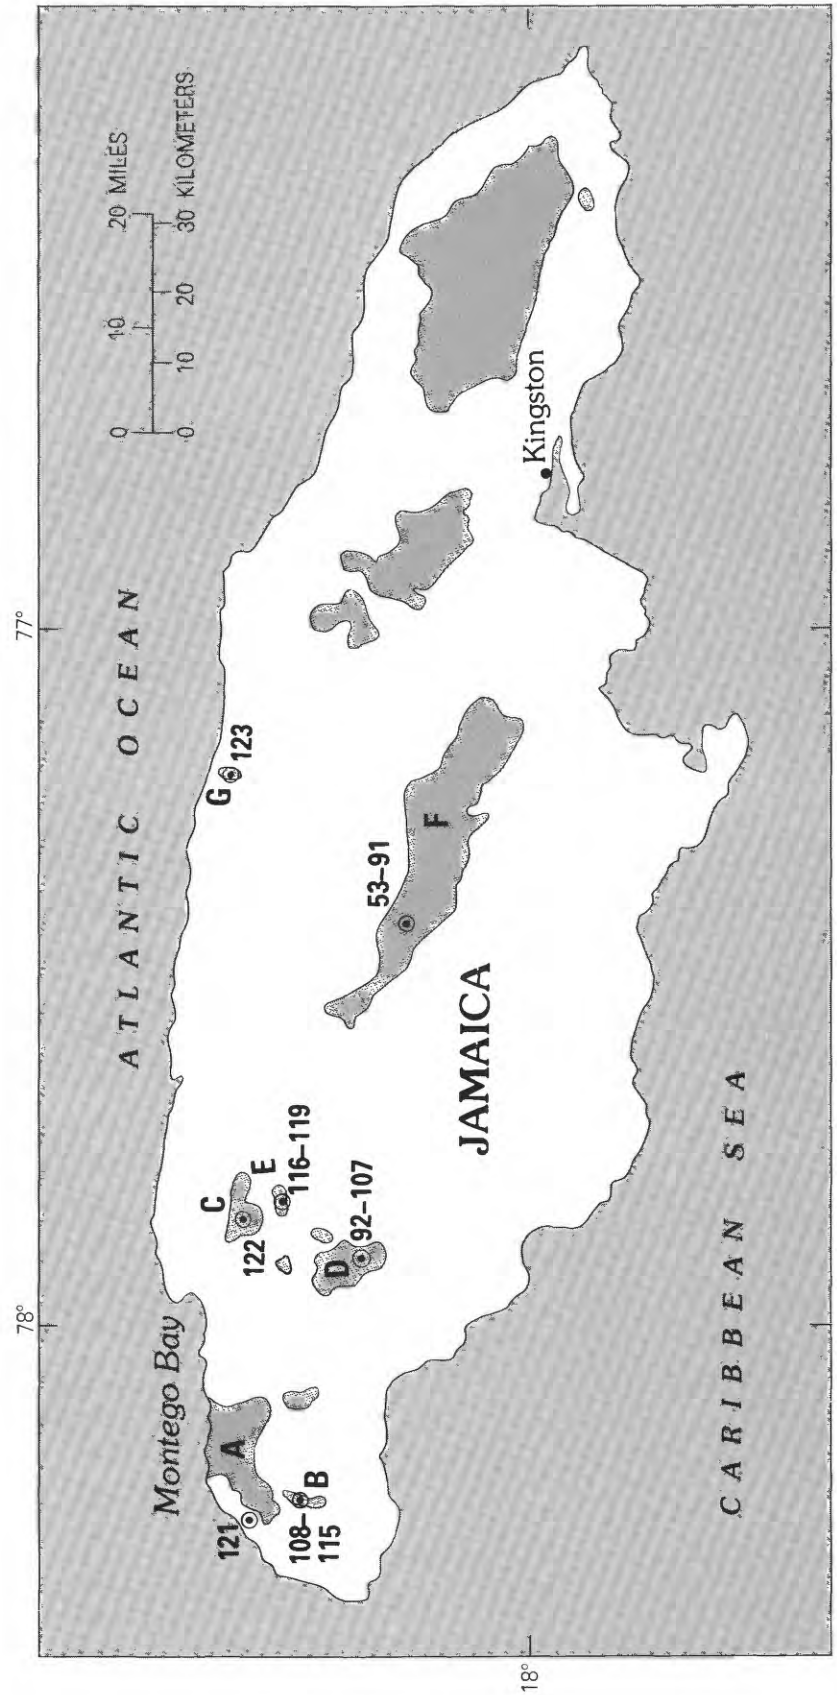 77°
78°
18°
ATLANTIC OCEAN
0 10 20 MILES
0 10 20 30 KILOMETERS
Montego Bay
A
121
108–
115
B
C
122
E
116–119
D
92–107
G
123
53–91
F
JAMAICA
Kingston
CARIBBEAN SEA